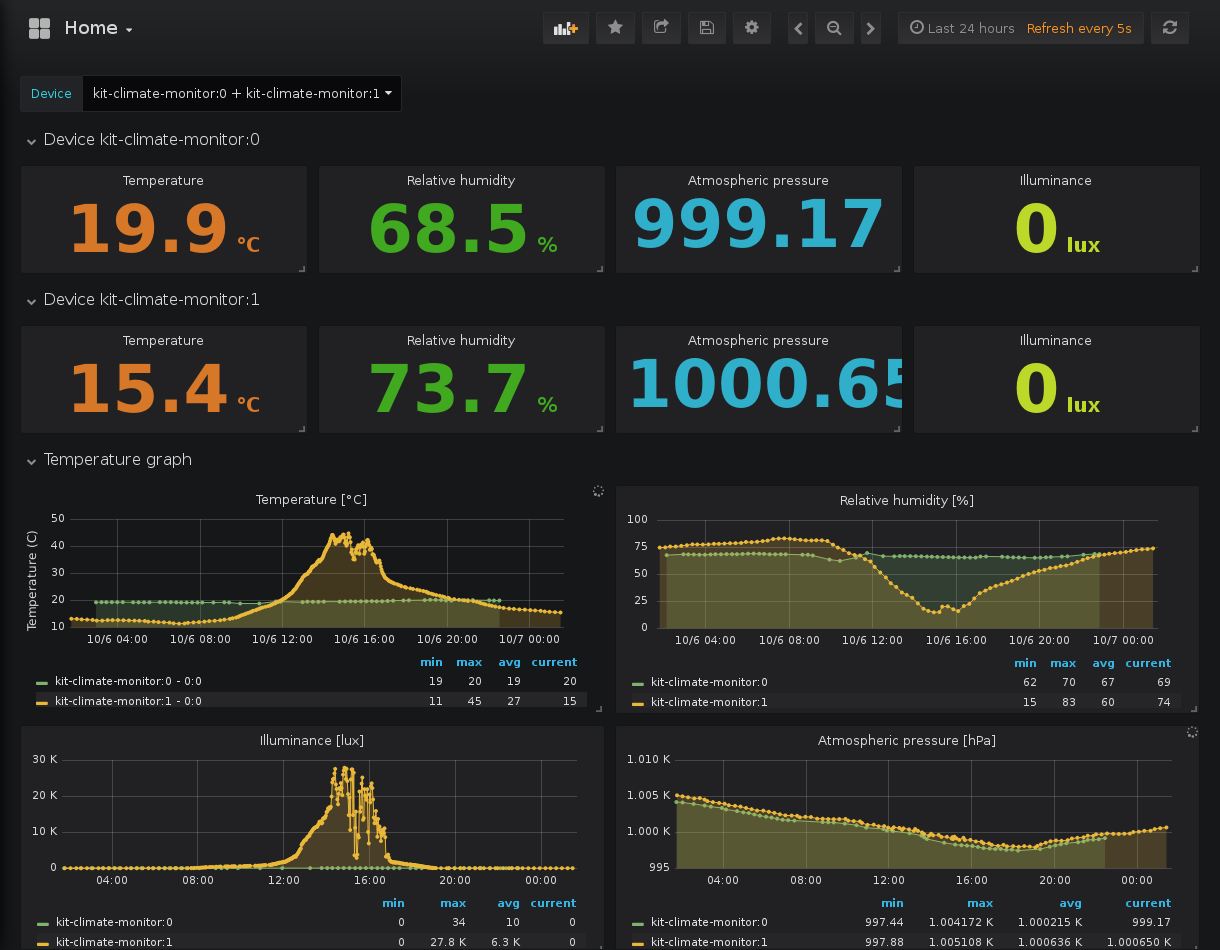 Home
Last 24 hours Refresh every 5s
Device kit-climate-monitor:0 + kit-climate-monitor:1
Device kit-climate-monitor:0
Temperature Relative humidity Atmospheric pressure Illuminance
19.9 °C 68.5 % 999.17 0 lux
Device kit-climate-monitor:1
Temperature Relative humidity Atmospheric pressure Illuminance
15.4 °C 73.7 % 1000.65 0 lux
Temperature graph
Temperature [°C]
Temperature (C)
50
40
30
20
10
10/6 04:00 10/6 08:00 10/6 12:00 10/6 16:00 10/6 20:00 10/7 00:00
min max avg current
kit-climate-monitor:0 - 0:0 19 20 19 20
kit-climate-monitor:1 - 0:0 11 45 27 15
Relative humidity [%]
100
75
50
25
0
10/6 04:00 10/6 08:00 10/6 12:00 10/6 16:00 10/6 20:00 10/7 00:00
min max avg current
kit-climate-monitor:0 62 70 67 69
kit-climate-monitor:1 15 83 60 74
Illuminance [lux]
30 K
20 K
10 K
0
04:00 08:00 12:00 16:00 20:00 00:00
min max avg current
kit-climate-monitor:0 0 34 10 0
kit-climate-monitor:1 0 27.8 K 6.3 K 0
Atmospheric pressure [hPa]
1.010 K
1.005 K
1.000 K
995
04:00 08:00 12:00 16:00 20:00 00:00
min max avg current
kit-climate-monitor:0 997.44 1.004172 K 1.000215 K 999.17
kit-climate-monitor:1 997.88 1.005108 K 1.000636 K 1.000650 K